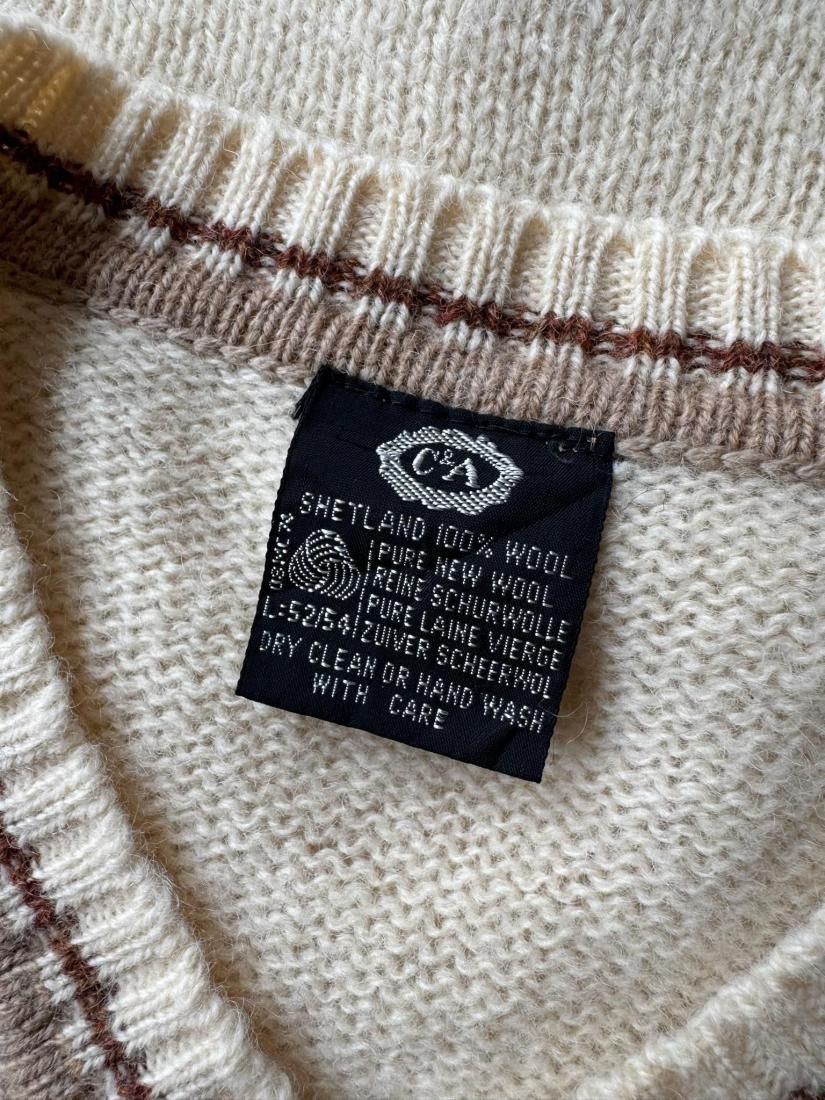 C&A
SHETLAND 100% WOOL
PURE NEW WOOL
REINE SCHURWOLLE
PURE LAINE VIERGE
L=52/54 ZUIVER SCHEERWOL
DRY CLEAN OR HAND WASH
WITH CARE